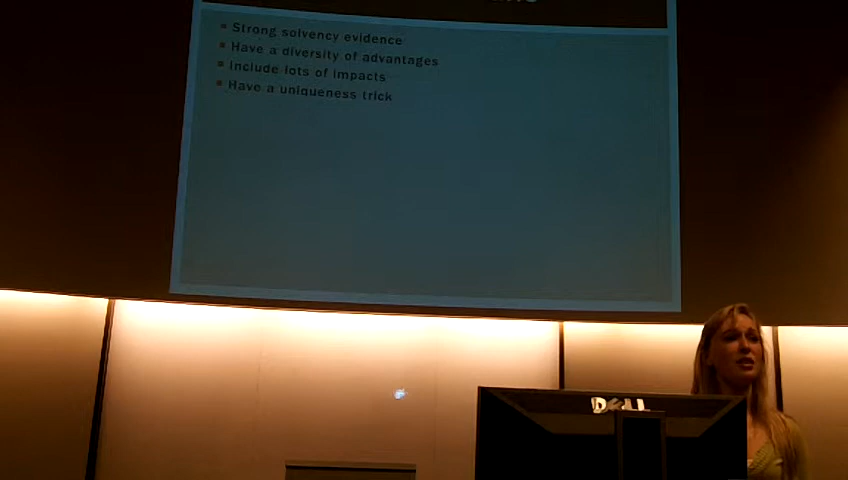 Strong solvency evidence
Have a diversity of advantages
Include lots of impacts
Have a uniqueness trick
DELL